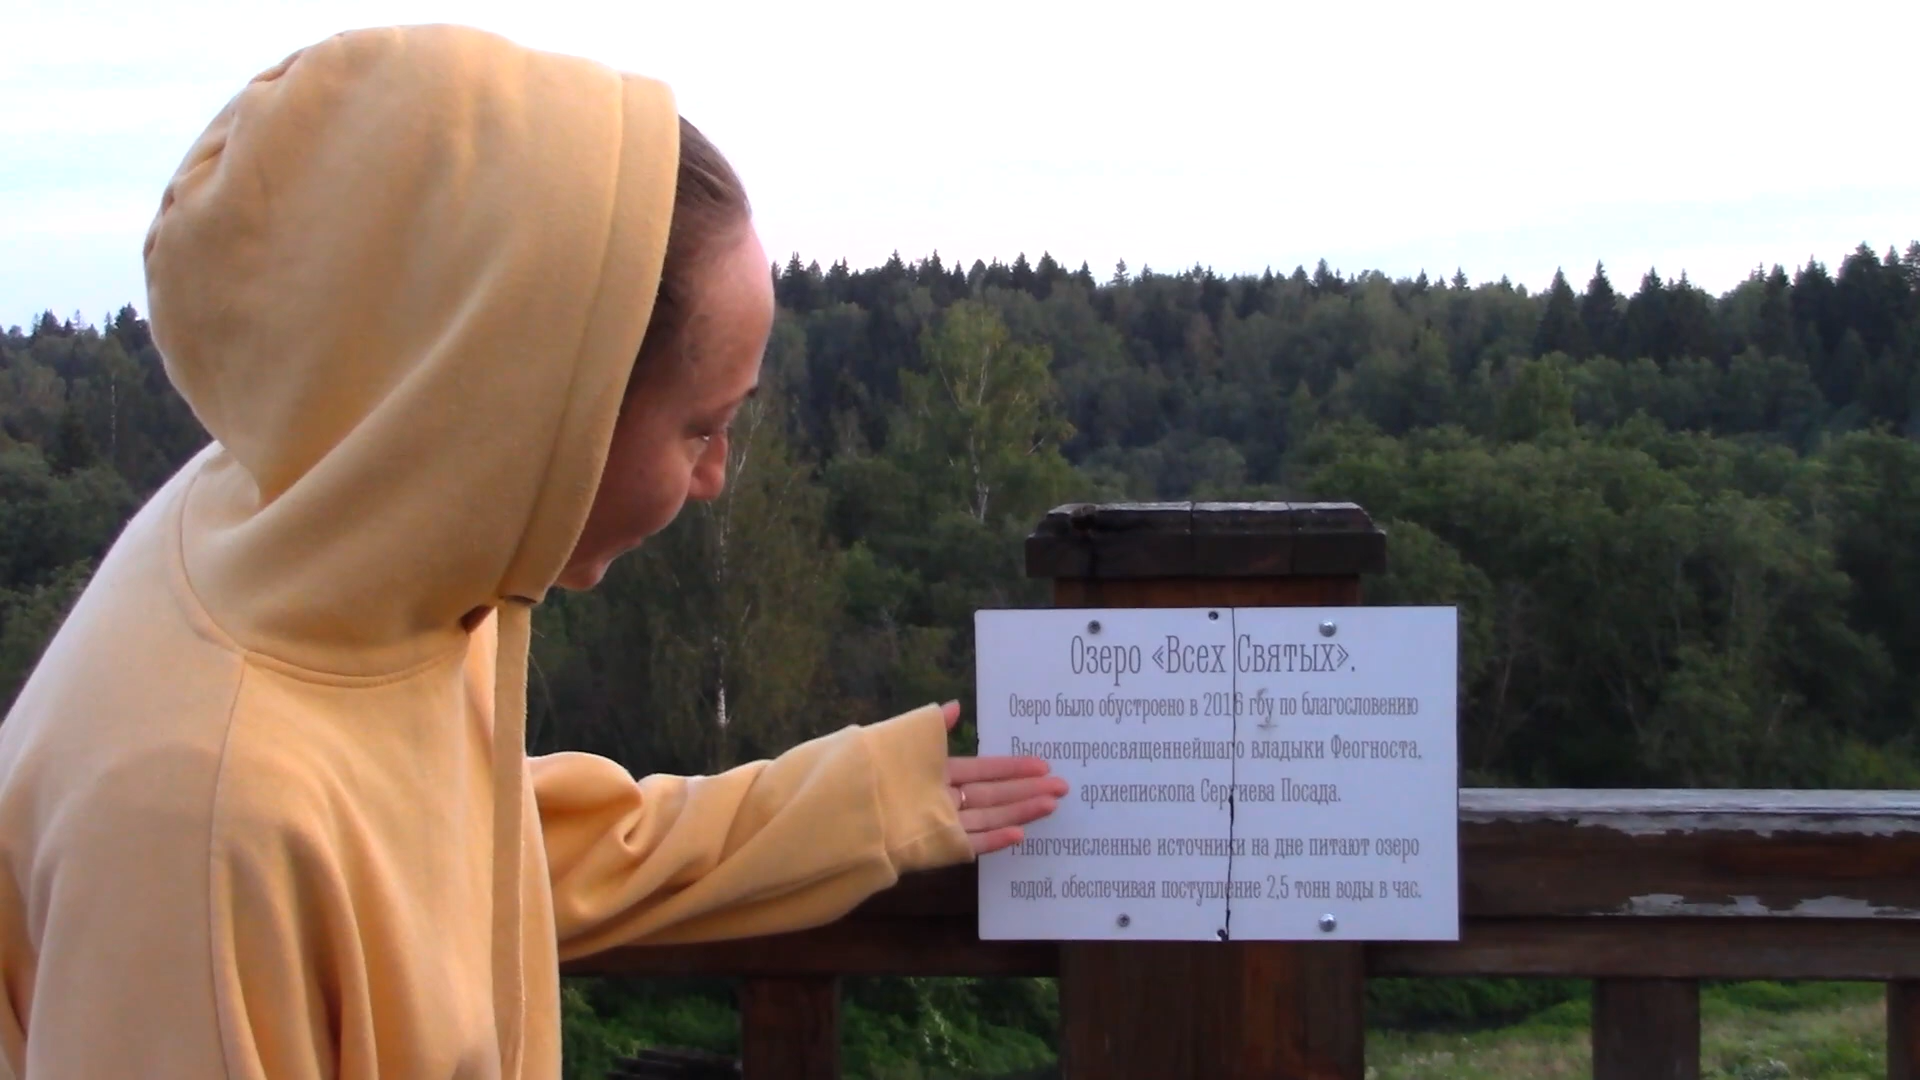 Озеро «Всех Святых».
Озеро было обустроено в 2016 году по благословению
Высокопреосвященнейшаго владыки Феогноста,
архиепископа Сергиева Посада.
Многочисленные источники на дне питают озеро
водой, обеспечивая поступление 2,5 тонн воды в час.